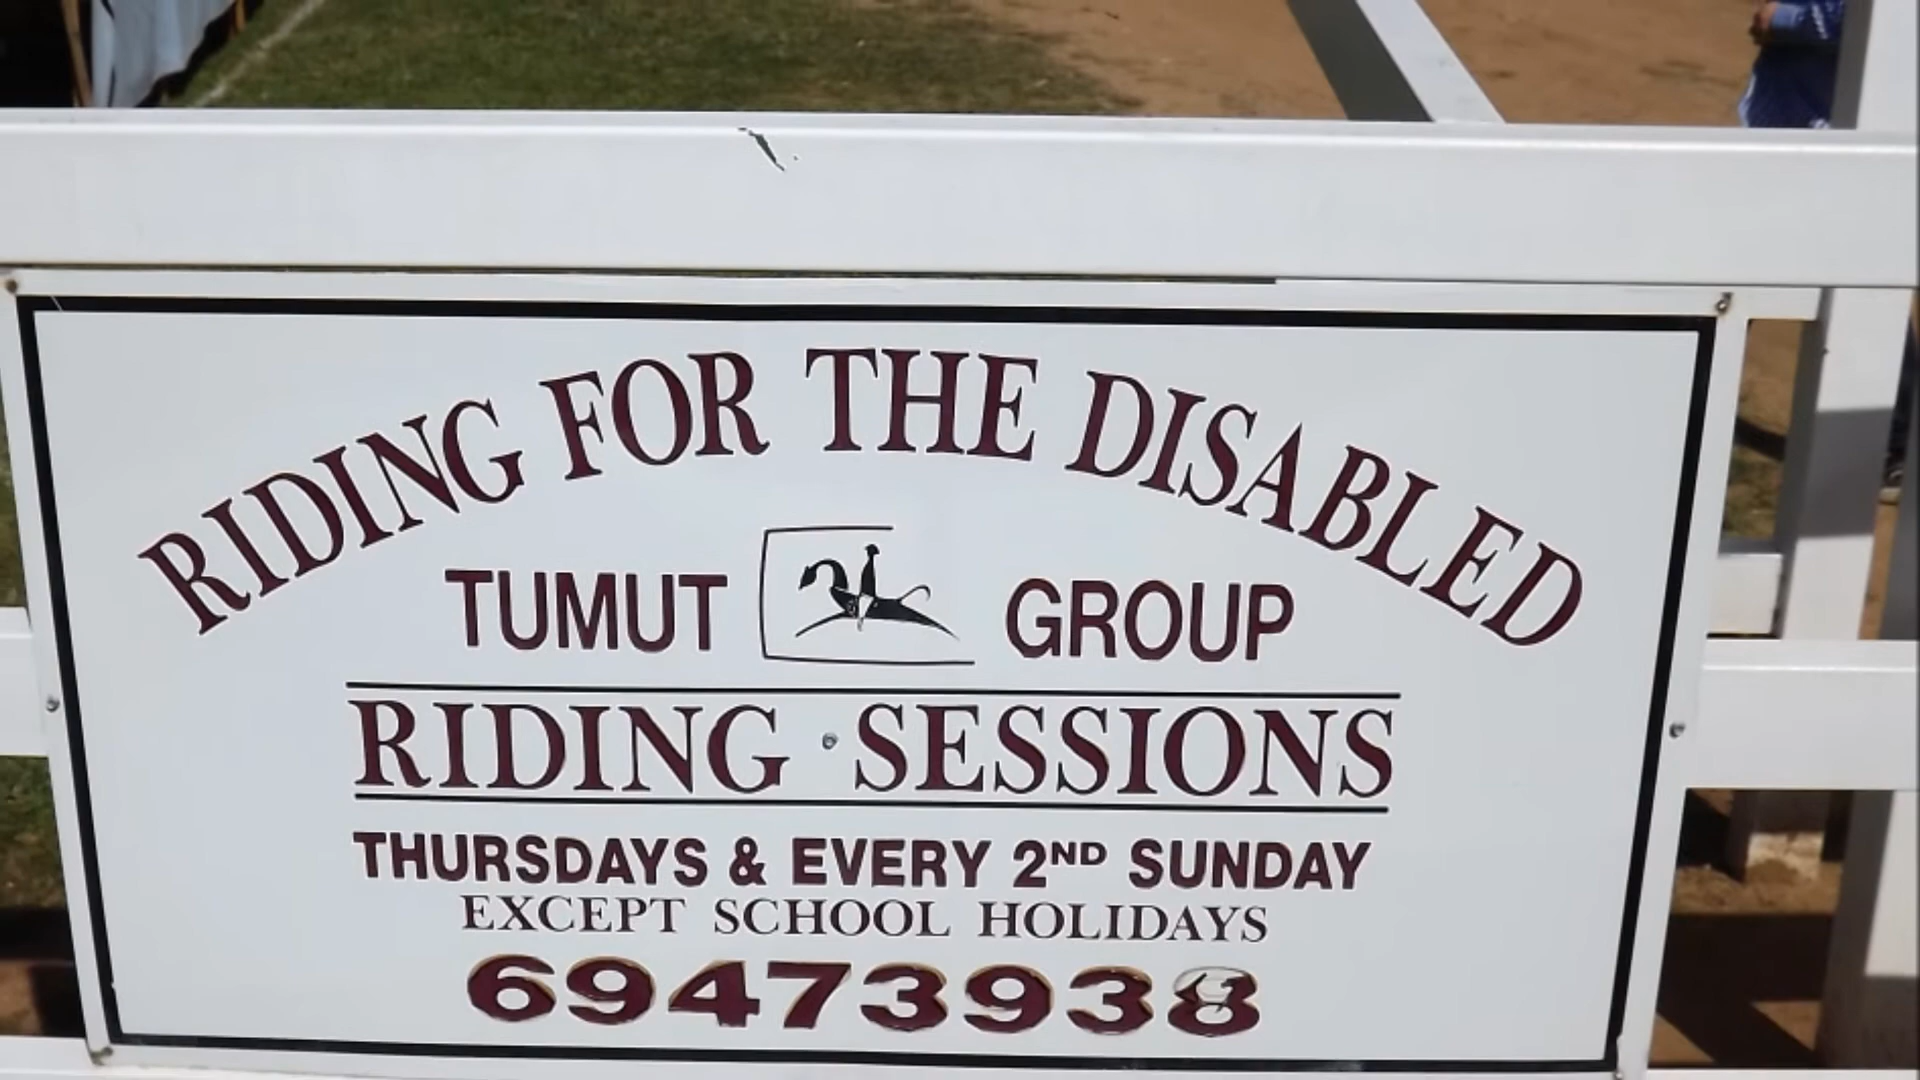 RIDING FOR THE DISABLED
TUMUT GROUP
RIDING SESSIONS
THURSDAYS & EVERY 2ND SUNDAY
EXCEPT SCHOOL HOLIDAYS
69473938